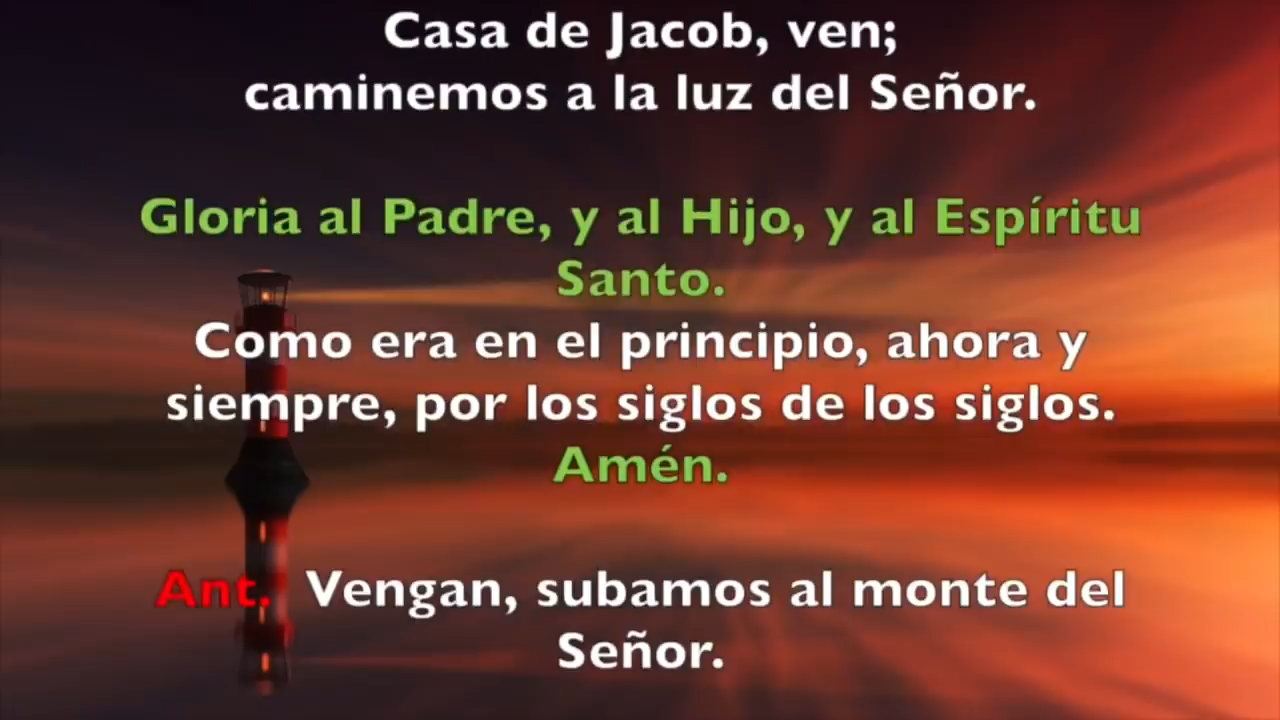 Casa de Jacob, ven;
caminemos a la luz del Señor.
Gloria al Padre, y al Hijo, y al Espíritu
Santo.
Como era en el principio, ahora y
siempre, por los siglos de los siglos.
Amén.
Ant. Vengan, subamos al monte del
Señor.